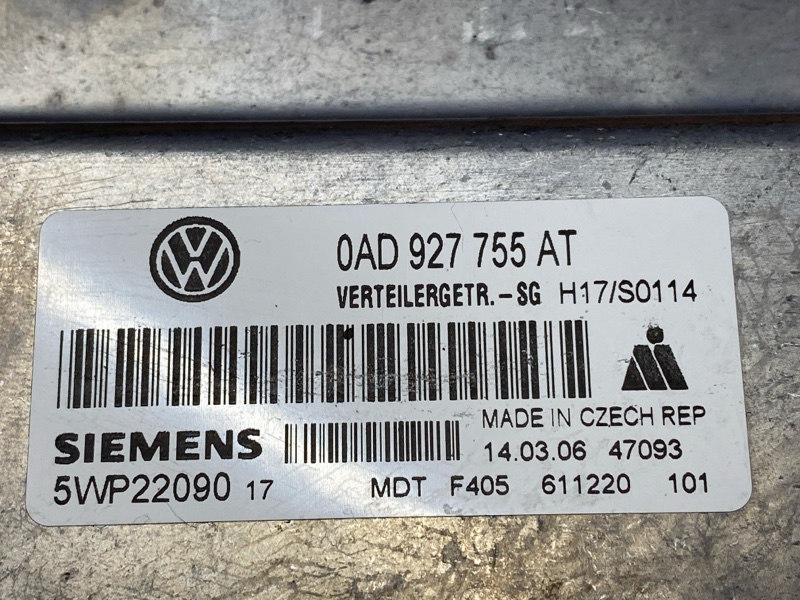 0AD 927 755 AT
VERTEILERGETR.-SG H17/S0114
MADE IN CZECH REP
SIEMENS 14.03.06 47093
5WP22090 17 MDT F405 611220 101